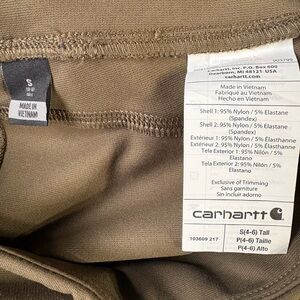 S
MADE IN
VIETNAM
Carhartt, Inc. P.O. Box 600
Dearborn, MI 48121 USA
carhartt.com
Made in Vietnam
Fabriqué au Vietnam
Hecho en Vietnam
Shell 1: 95% Nylon / 5% Elastane
(Spandex)
Shell 2: 95% Nylon / 5% Elastane
(Spandex)
Extérieur 1: 95% Nylon / 5% Élasthanne
Extérieur 2: 95% Nylon / 5% Élasthanne
Tela Exterior 1: 95% Nilón / 5%
Elastano
Tela Exterior 2: 95% Nilón / 5%
Elastano
Exclusive of Trimming
Sans garniture
Sin incluir adorno
carhartt
S(4-6) Tall
103609 217
P(4-6) Taille
P(4-6) Alto